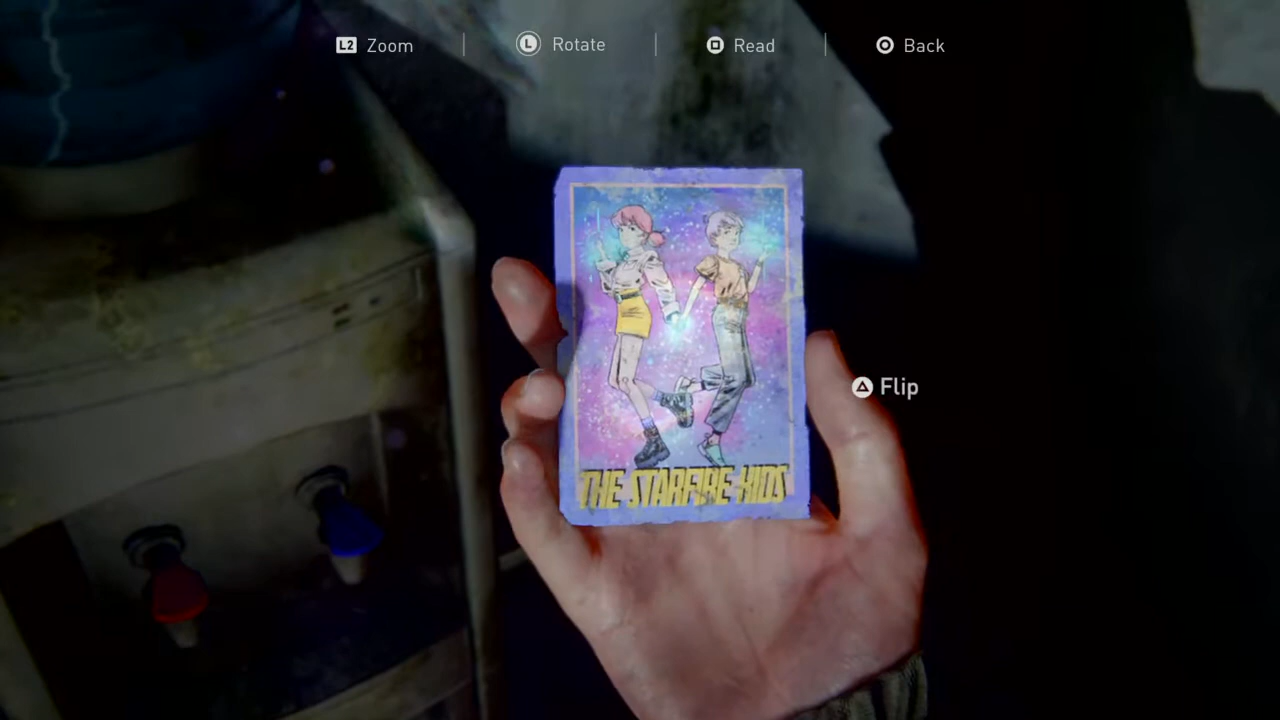 L2 Zoom
L Rotate
Read
Back
Flip
THE STARFIRE KIDS